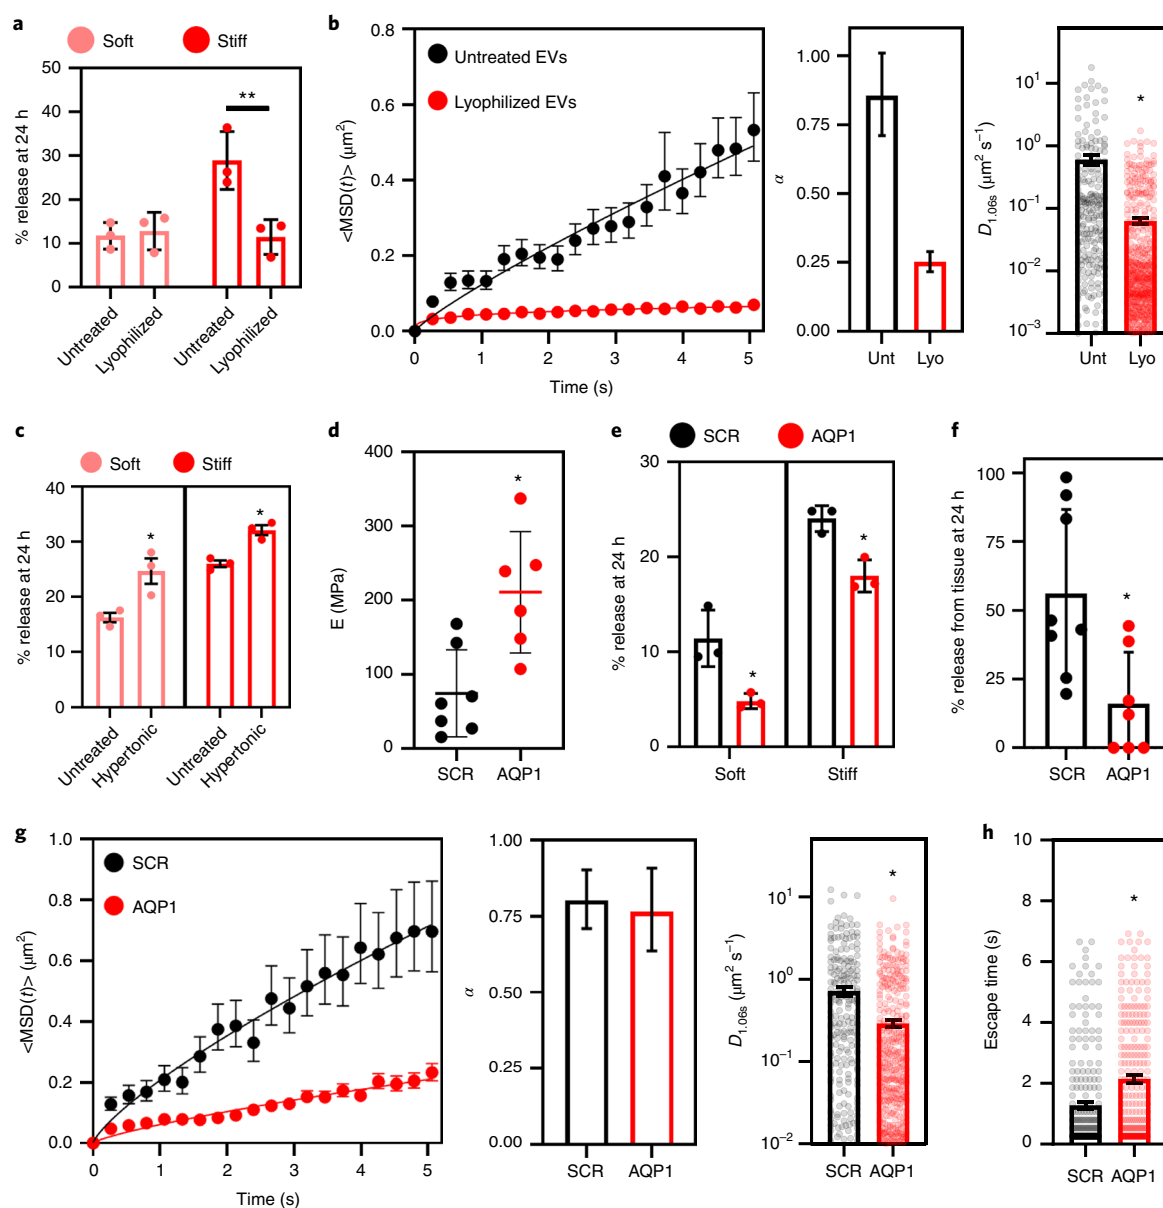 a
Soft
Stiff
% release at 24 h
50
40
30
20
10
0
**
Untreated
Lyophilized
Untreated
Lyophilized
b
<MSD(t)> (μm²)
0.8
0.6
0.4
0.2
0.0
Untreated EVs
Lyophilized EVs
0 1 2 3 4 5
Time (s)
α
1.00
0.75
0.50
0.25
0.00
Unt Lyo
D1.06s (μm² s⁻¹)
10¹
10⁰
10⁻¹
10⁻²
10⁻³
*
Unt Lyo
c
Soft
Stiff
% release at 24 h
40
30
20
10
0
*
*
Untreated
Hypertonic
Untreated
Hypertonic
d
E (MPa)
400
300
200
100
0
*
SCR AQP1
e
SCR
AQP1
% release at 24 h
30
20
10
0
*
*
Soft Stiff
f
% release from tissue at 24 h
100
75
50
25
0
*
SCR AQP1
g
<MSD(t)> (μm²)
1.0
0.8
0.6
0.4
0.2
0.0
SCR
AQP1
0 1 2 3 4 5
Time (s)
α
1.00
0.75
0.50
0.25
0.00
SCR AQP1
D1.06s (μm² s⁻¹)
10¹
10⁰
10⁻¹
10⁻²
*
SCR AQP1
h
Escape time (s)
10
8
6
4
2
0
*
SCR AQP1